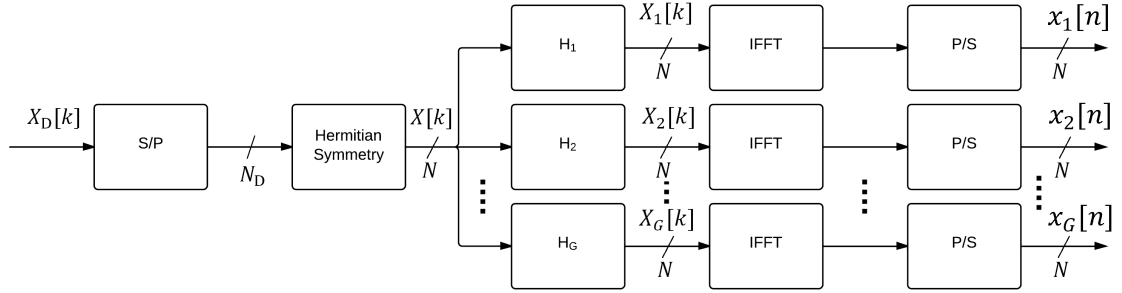 X₁[k]
x₁[n]
H₁
IFFT
P/S
N
N
X_D[k]
X[k]
X₂[k]
x₂[n]
S/P
Hermitian
Symmetry
H₂
IFFT
P/S
N_D
N
N
N
X_G[k]
x_G[n]
H_G
IFFT
P/S
N
N